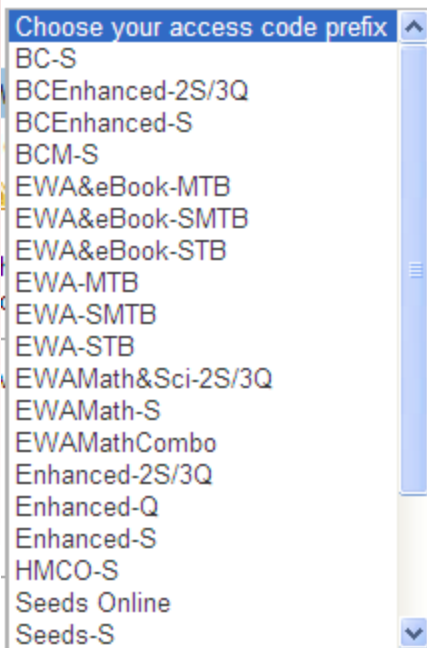 Choose your access code prefix
BC-S
BCEnhanced-2S/3Q
BCEnhanced-S
BCM-S
EWA&eBook-MTB
EWA&eBook-SMTB
EWA&eBook-STB
EWA-MTB
EWA-SMTB
EWA-STB
EWAMath&Sci-2S/3Q
EWAMath-S
EWAMathCombo
Enhanced-2S/3Q
Enhanced-Q
Enhanced-S
HMCO-S
Seeds Online
Seeds-S